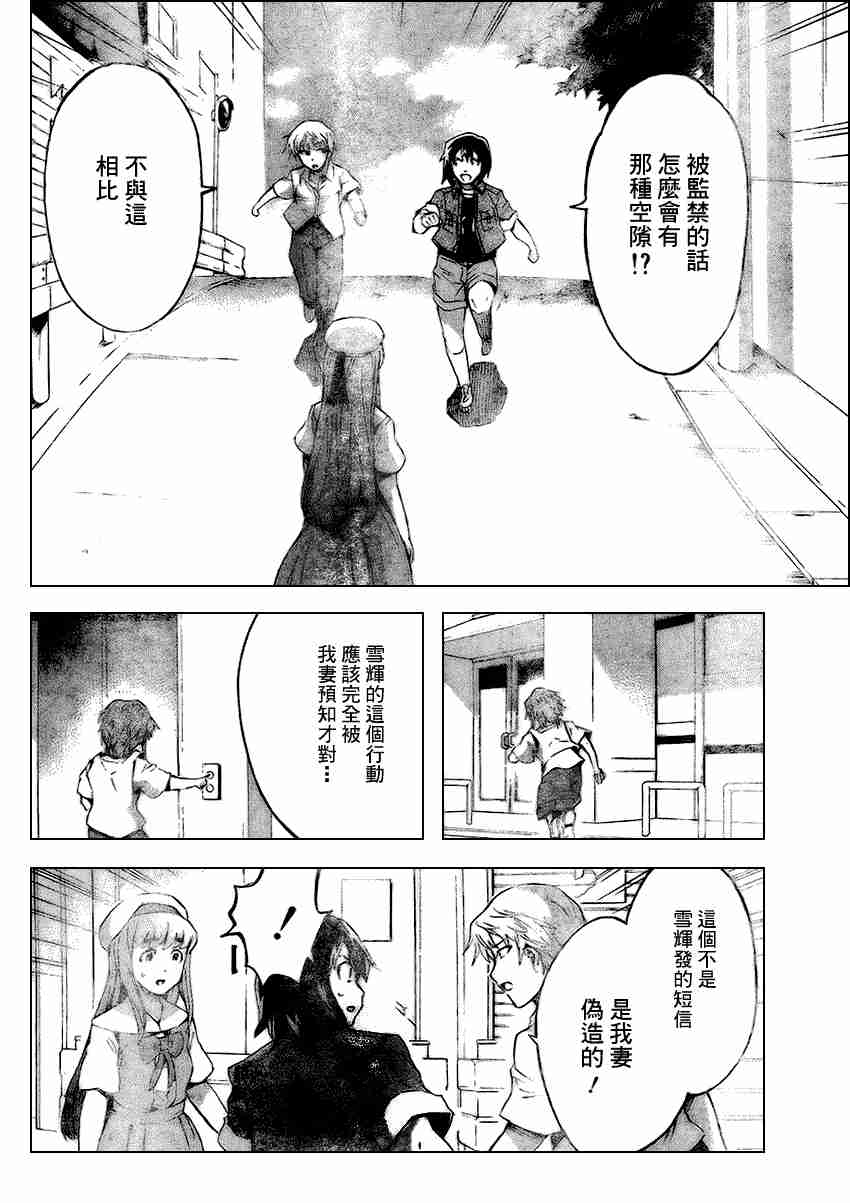 被監禁的話
怎麼會有
那種空隙
!?
不與這
相比
雪輝的這個行動
應該完全被
我妻預知才對…
這個不是
雪輝發的短信
是我妻
偽造的！
！